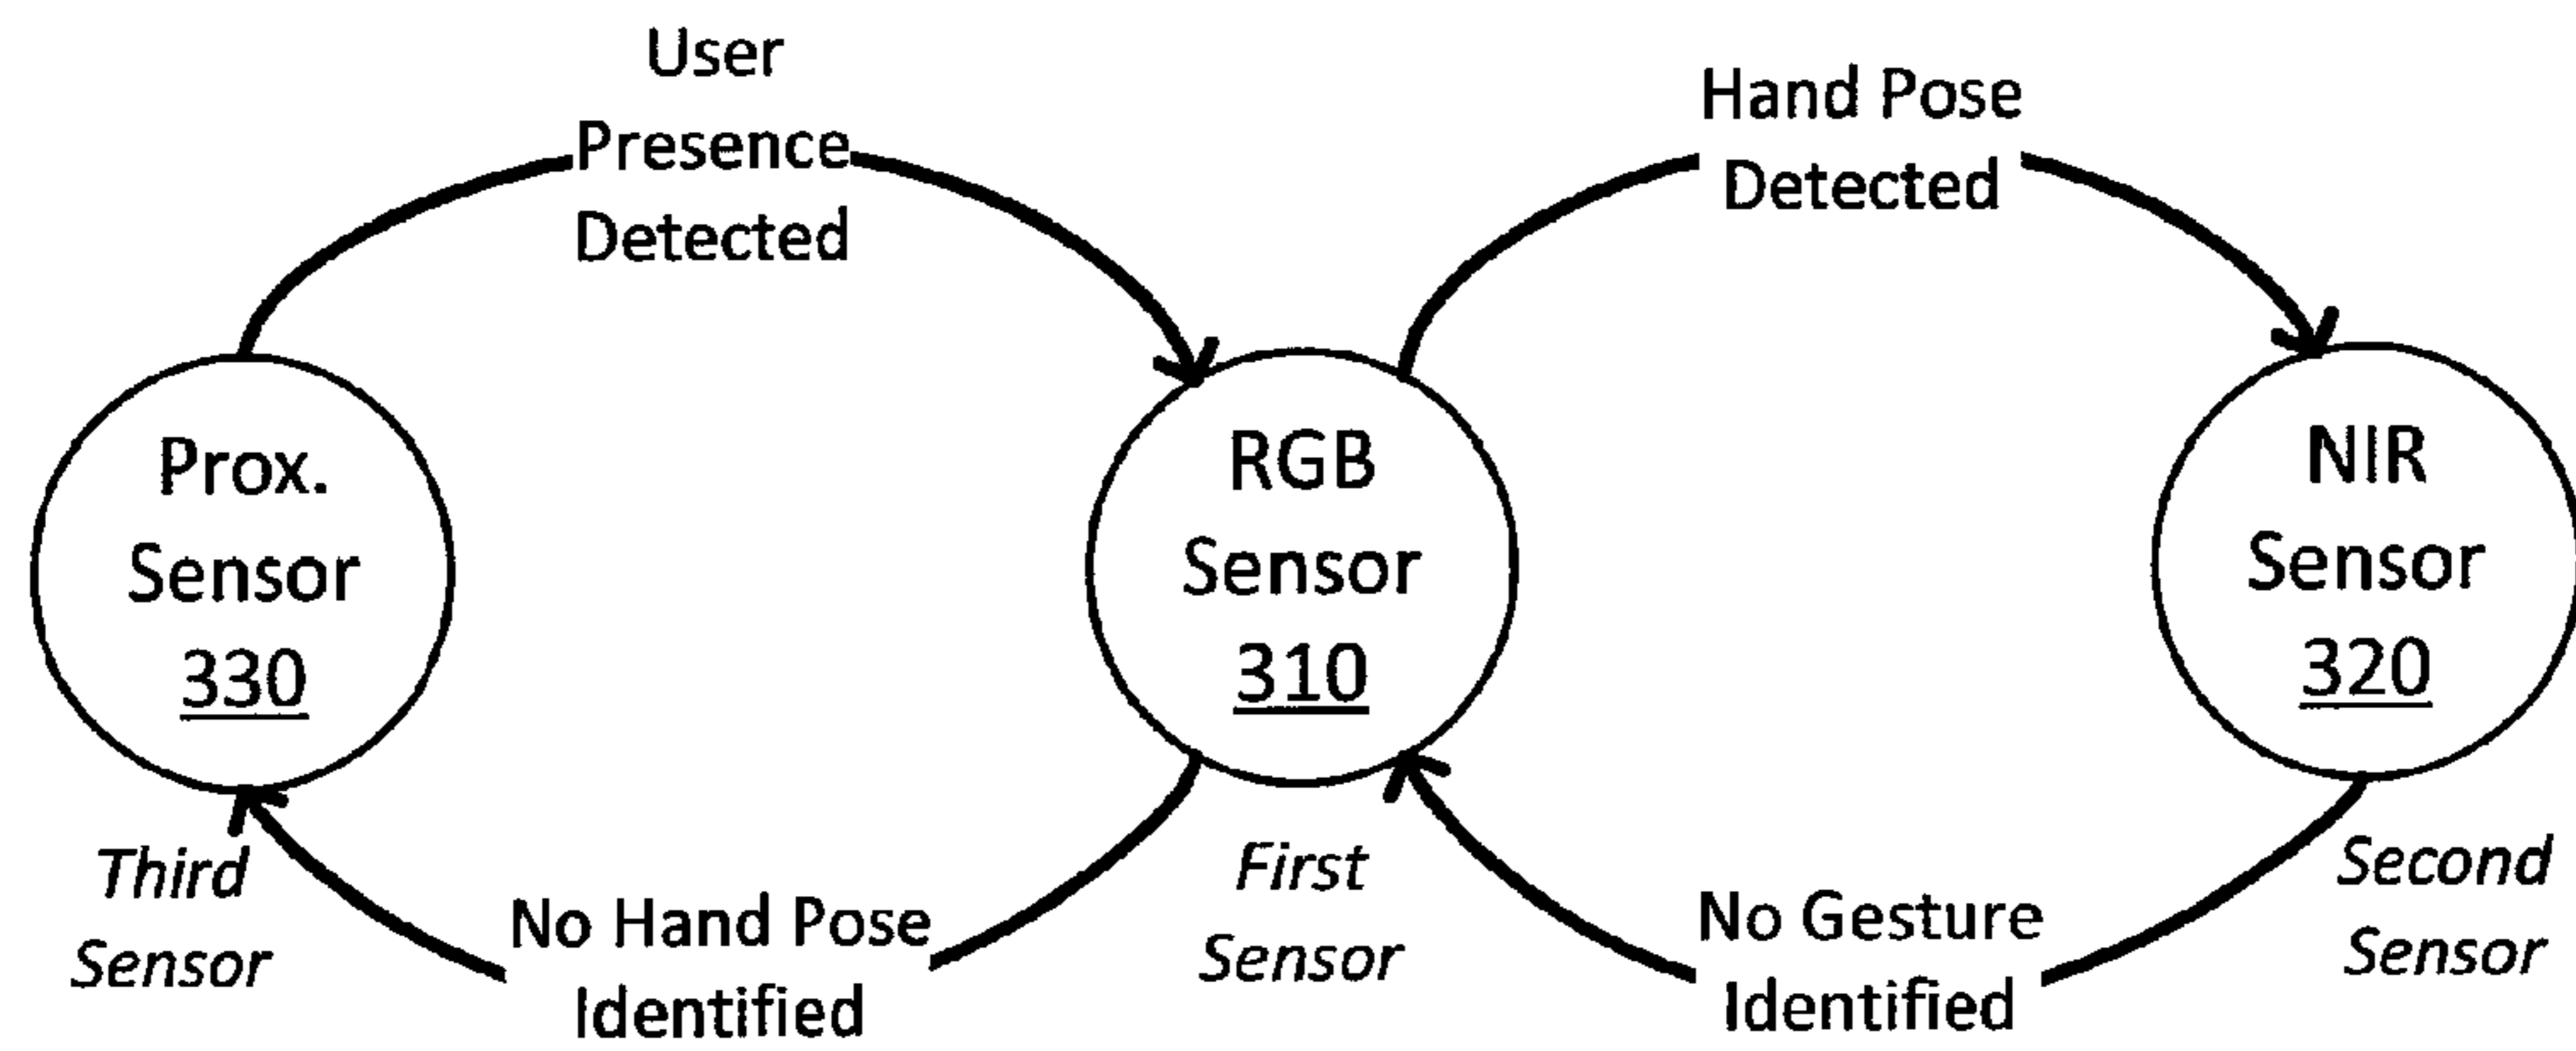 User
Presence
Detected
Hand Pose
Detected
Prox.
Sensor
330
RGB
Sensor
310
NIR
Sensor
320
Third
Sensor
No Hand Pose
Identified
First
Sensor
No Gesture
Identified
Second
Sensor